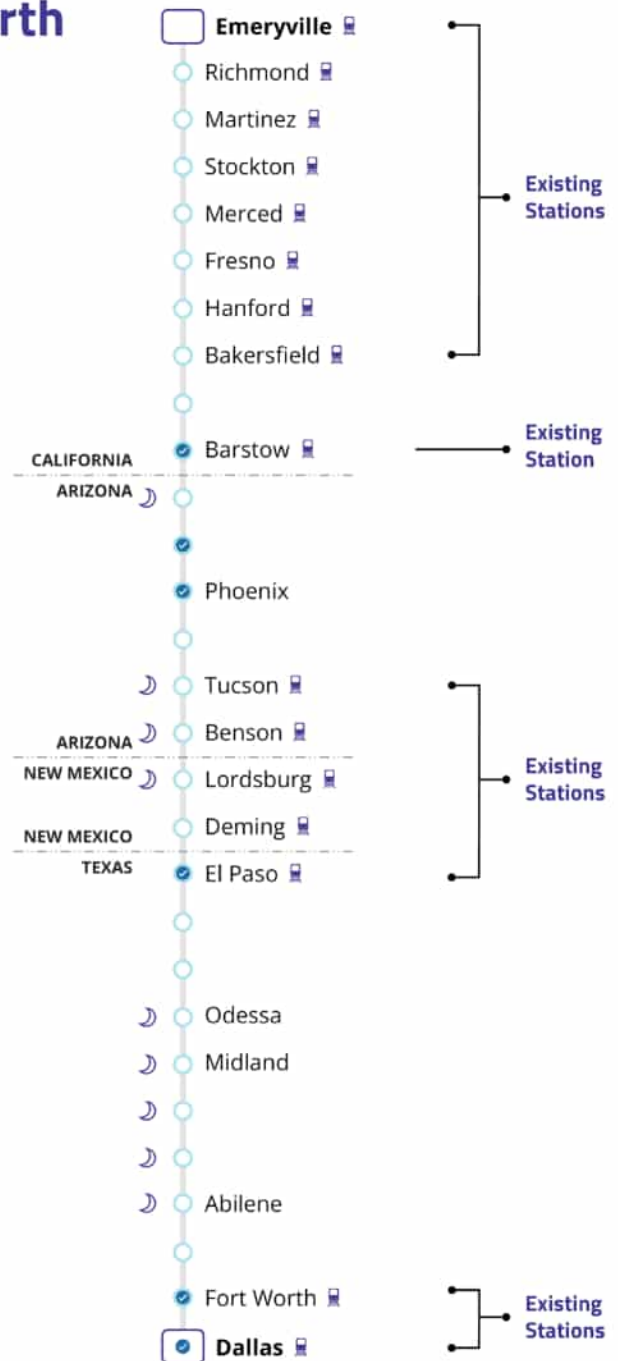 rth
Emeryville
Richmond
Martinez
Stockton
Merced
Existing
Stations
Fresno
Hanford
Bakersfield
Barstow
Existing
Station
CALIFORNIA
ARIZONA
Phoenix
Tucson
Benson
ARIZONA
NEW MEXICO
Lordsburg
Existing
Stations
Deming
NEW MEXICO
TEXAS
El Paso
Odessa
Midland
Abilene
Fort Worth
Existing
Stations
Dallas